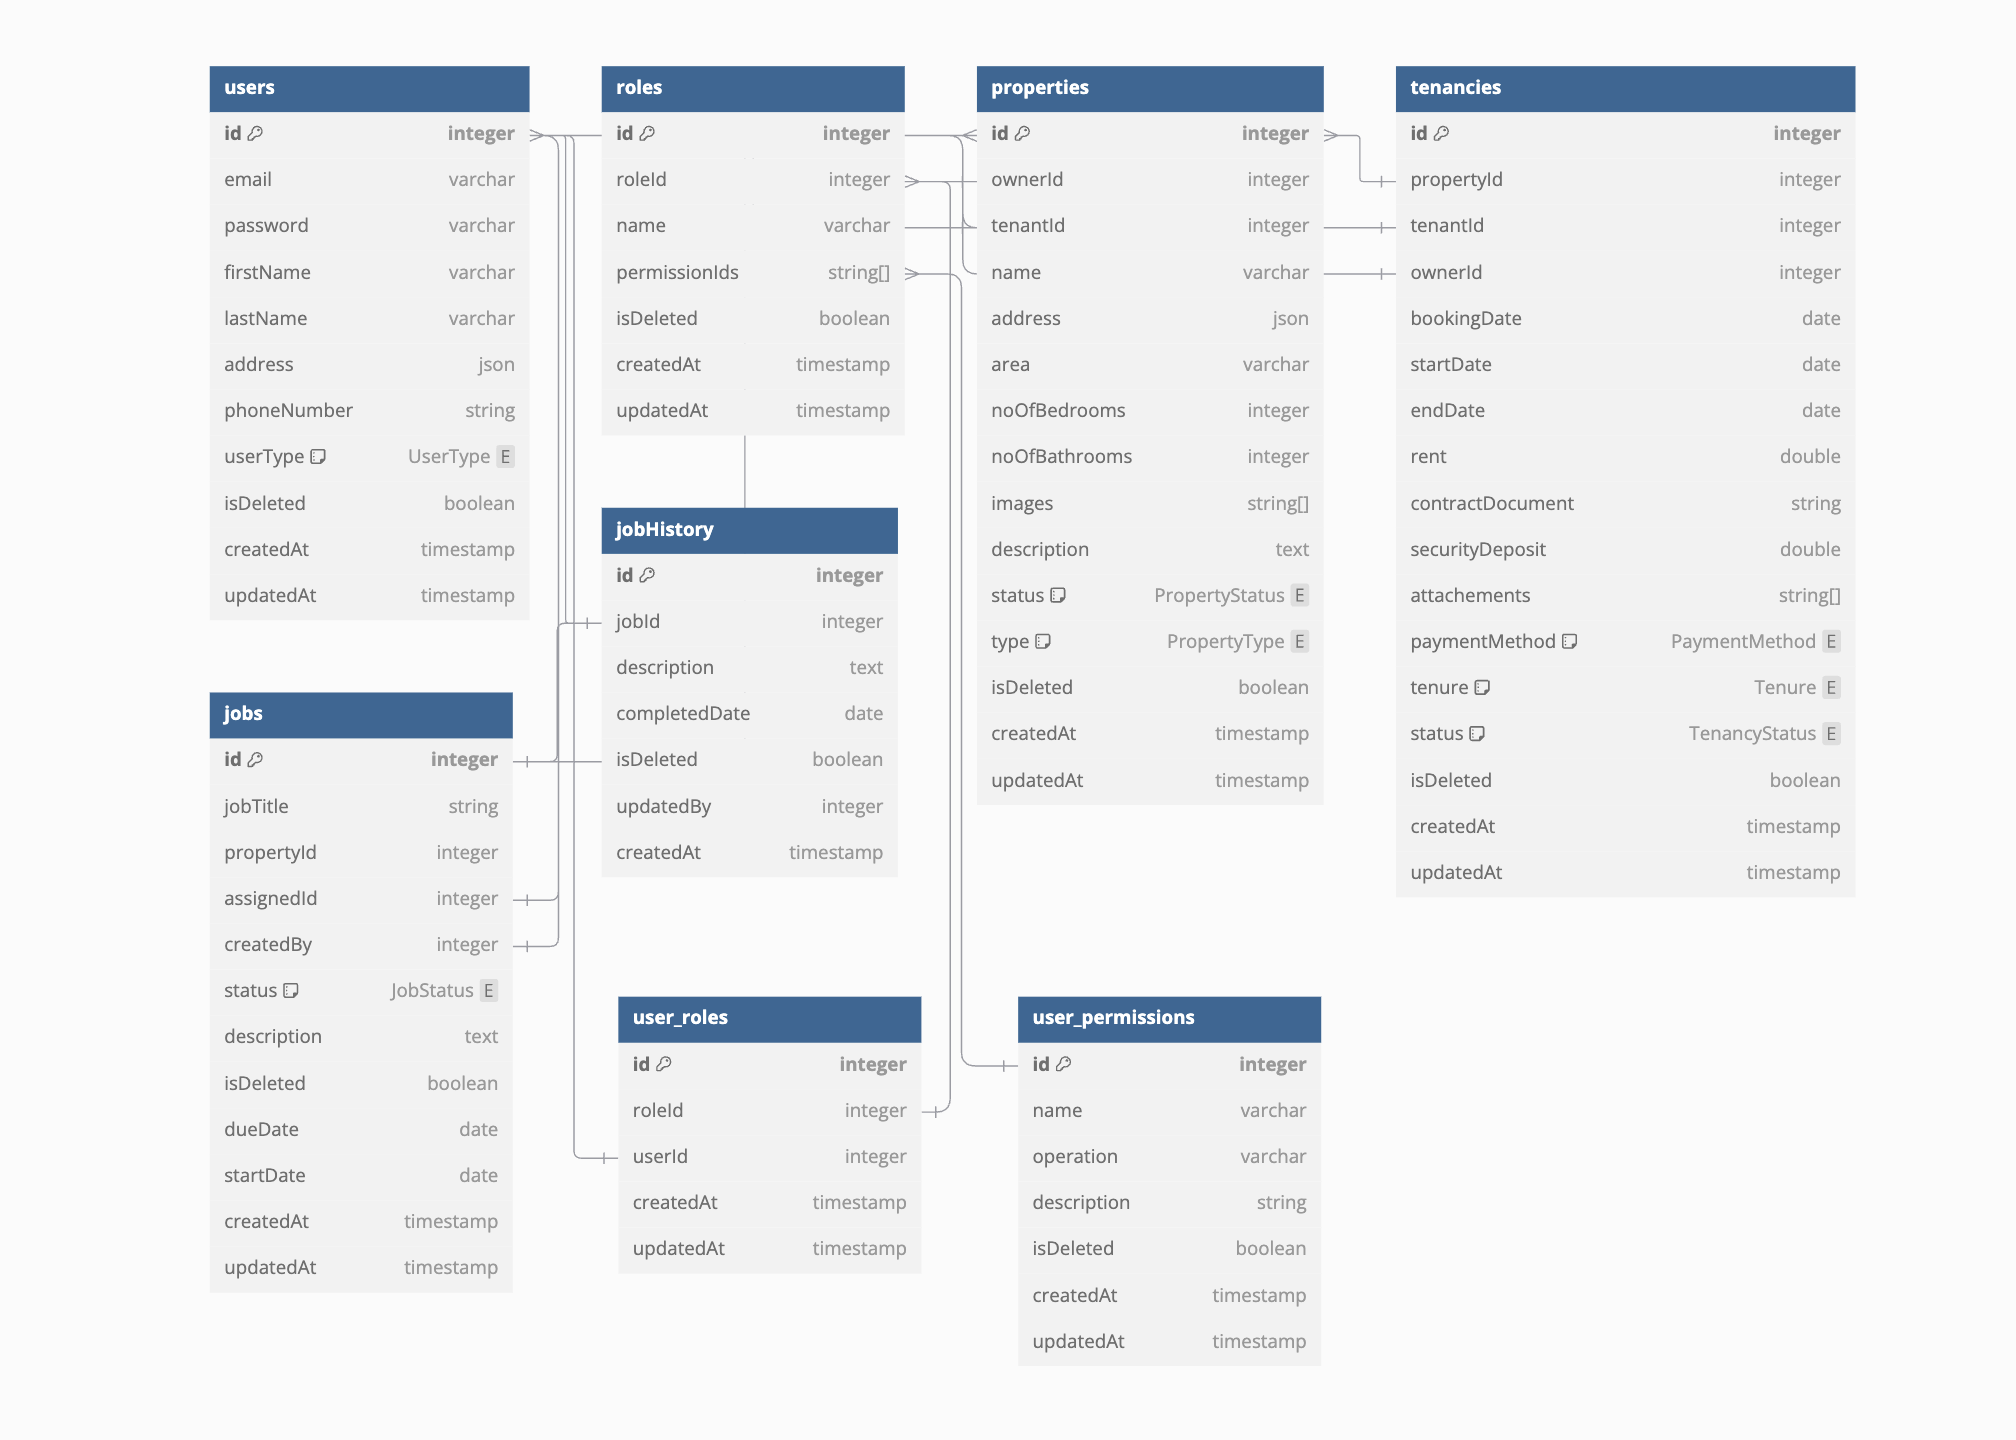 users
id integer
email varchar
password varchar
firstName varchar
lastName varchar
address json
phoneNumber string
userType UserType E
isDeleted boolean
createdAt timestamp
updatedAt timestamp
roles
id integer
roleId integer
name varchar
permissionIds string[]
isDeleted boolean
createdAt timestamp
updatedAt timestamp
properties
id integer
ownerId integer
tenantId integer
name varchar
address json
area varchar
noOfBedrooms integer
noOfBathrooms integer
images string[]
description text
status PropertyStatus E
type PropertyType E
isDeleted boolean
createdAt timestamp
updatedAt timestamp
tenancies
id integer
propertyId integer
tenantId integer
ownerId integer
bookingDate date
startDate date
endDate date
rent double
contractDocument string
securityDeposit double
attachements string[]
paymentMethod PaymentMethod E
tenure Tenure E
status TenancyStatus E
isDeleted boolean
createdAt timestamp
updatedAt timestamp
jobHistory
id integer
jobId integer
description text
completedDate date
isDeleted boolean
updatedBy integer
createdAt timestamp
jobs
id integer
jobTitle string
propertyId integer
assignedId integer
createdBy integer
status JobStatus E
description text
isDeleted boolean
dueDate date
startDate date
createdAt timestamp
updatedAt timestamp
user_roles
id integer
roleId integer
userId integer
createdAt timestamp
updatedAt timestamp
user_permissions
id integer
name varchar
operation varchar
description string
isDeleted boolean
createdAt timestamp
updatedAt timestamp